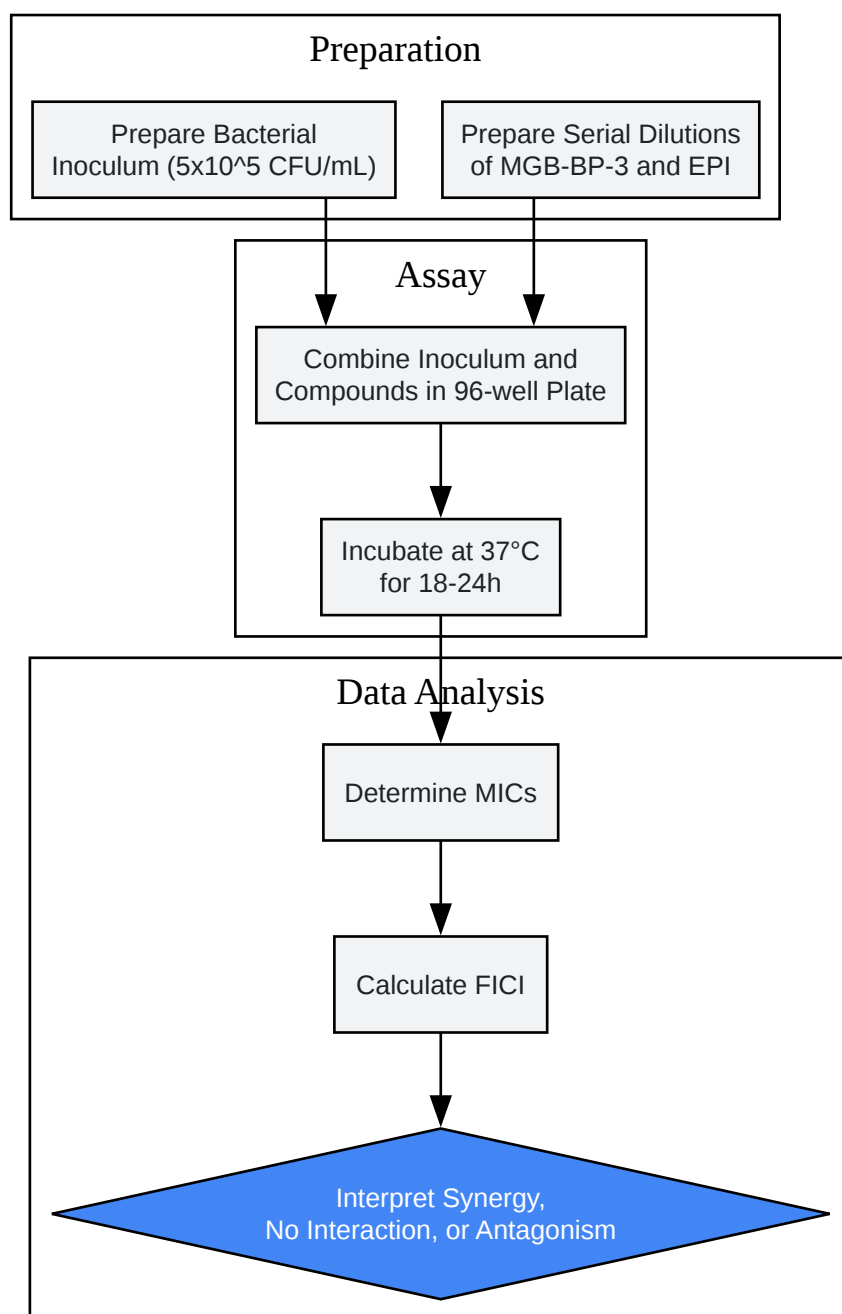 Preparation
Prepare Bacterial
Inoculum (5x10^5 CFU/mL)
Prepare Serial Dilutions
of MGB-BP-3 and EPI
Assay
Combine Inoculum and
Compounds in 96-well Plate
Incubate at 37°C
for 18-24h
Data Analysis
Determine MICs
Calculate FICI
Interpret Synergy,
No Interaction, or Antagonism